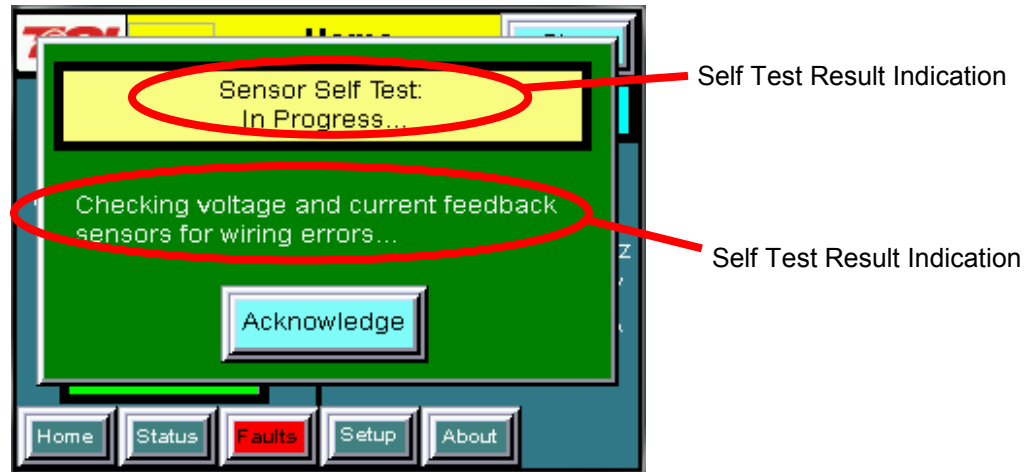 Sensor Self Test:
In Progress...
Self Test Result Indication
Checking voltage and current feedback
sensors for wiring errors...
Self Test Result Indication
Acknowledge
Home
Status
Faults
Setup
About